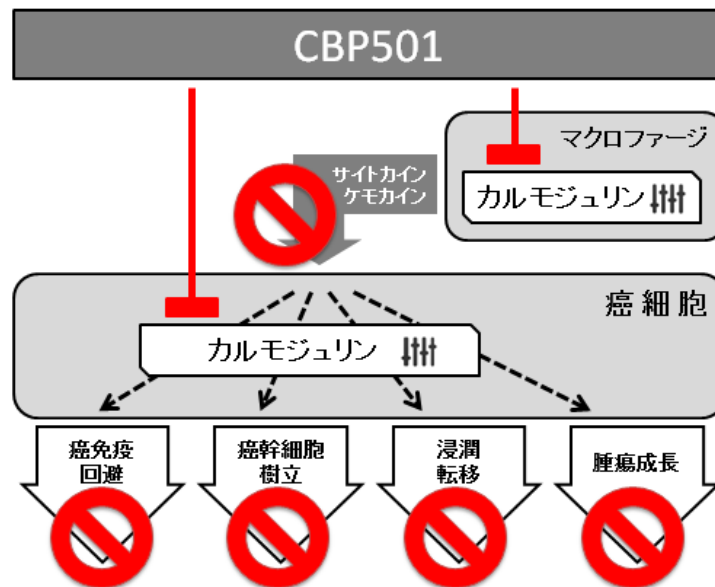 CBP501
マクロファージ
サイトカイン
ケモカイン
カルモジュリン
癌細胞
カルモジュリン
癌免疫
回避
癌幹細胞
樹立
浸潤
転移
腫瘍成長